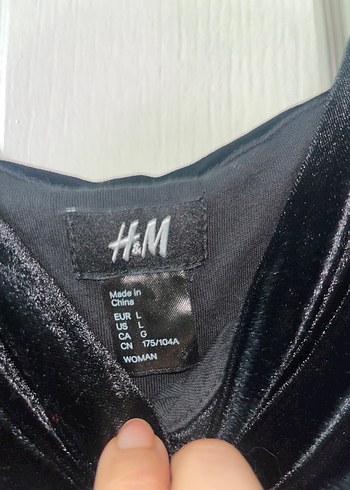 H&M
Made in
China
EUR L
US L
CA G
CN 175/104A
WOMAN